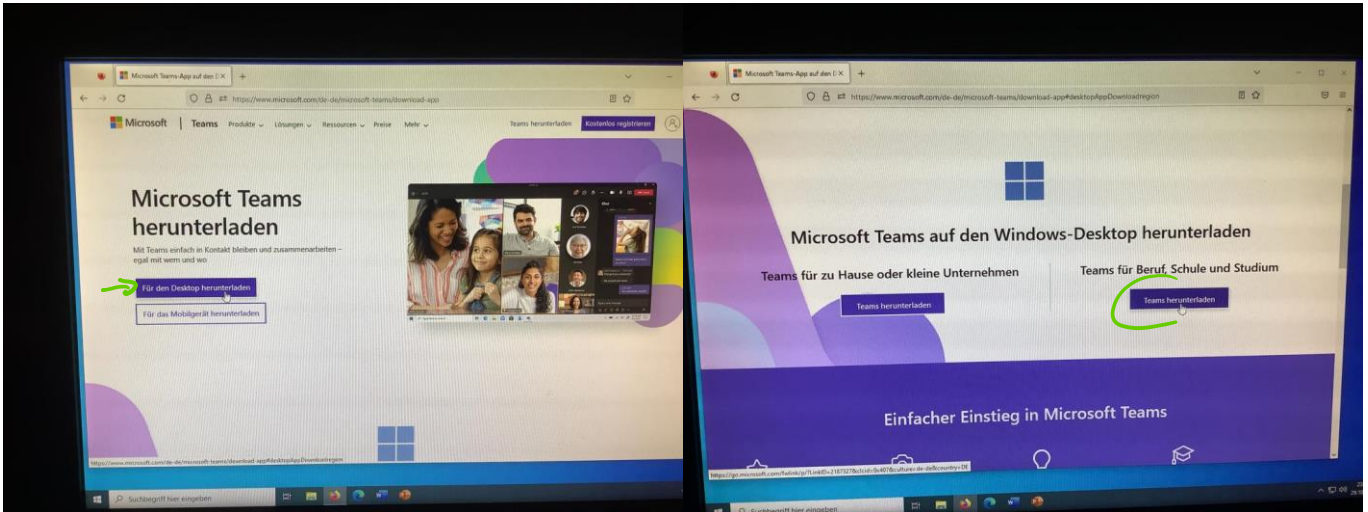 Microsoft Teams-App auf den
https://www.microsoft.com/de-de/microsoft-teams/download-app
Microsoft | Teams Produkte Lösungen Ressourcen Preise Mehr Teams herunterladen Kostenlos registrieren
Microsoft Teams
herunterladen
Mit Teams einfach in Kontakt bleiben und zusammenarbeiten –
egal mit wem und wo
Für den Desktop herunterladen
Für das Mobilgerät herunterladen
https://www.microsoft.com/de-de/microsoft-teams/download-app#desktopAppDownloadregion
Suchbegriff hier eingeben
Microsoft Teams-App auf den
https://www.microsoft.com/de-de/microsoft-teams/download-app#desktopAppDownloadregion
Microsoft Teams auf den Windows-Desktop herunterladen
Teams für zu Hause oder kleine Unternehmen
Teams herunterladen
Teams für Beruf, Schule und Studium
Teams herunterladen
Einfacher Einstieg in Microsoft Teams
Suchbegriff hier eingeben